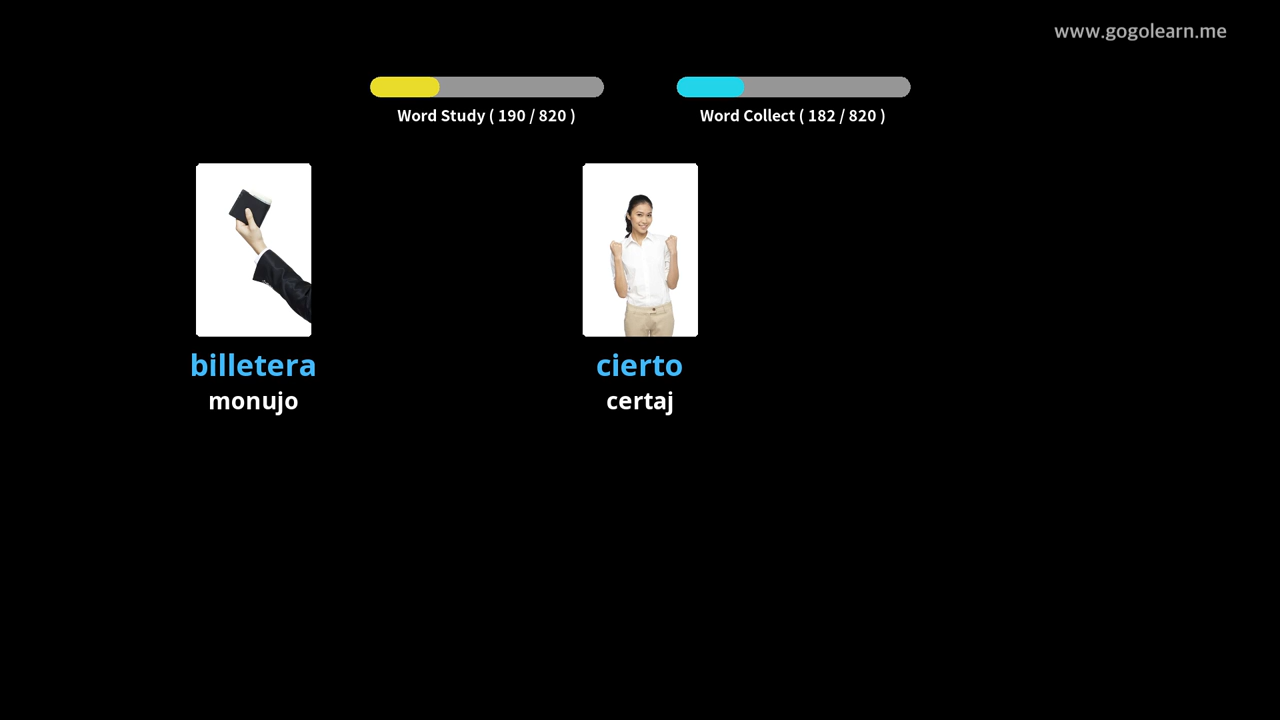 www.gogolearn.me
Word Study ( 190 / 820 )
Word Collect ( 182 / 820 )
billetera
monujo
cierto
certaj